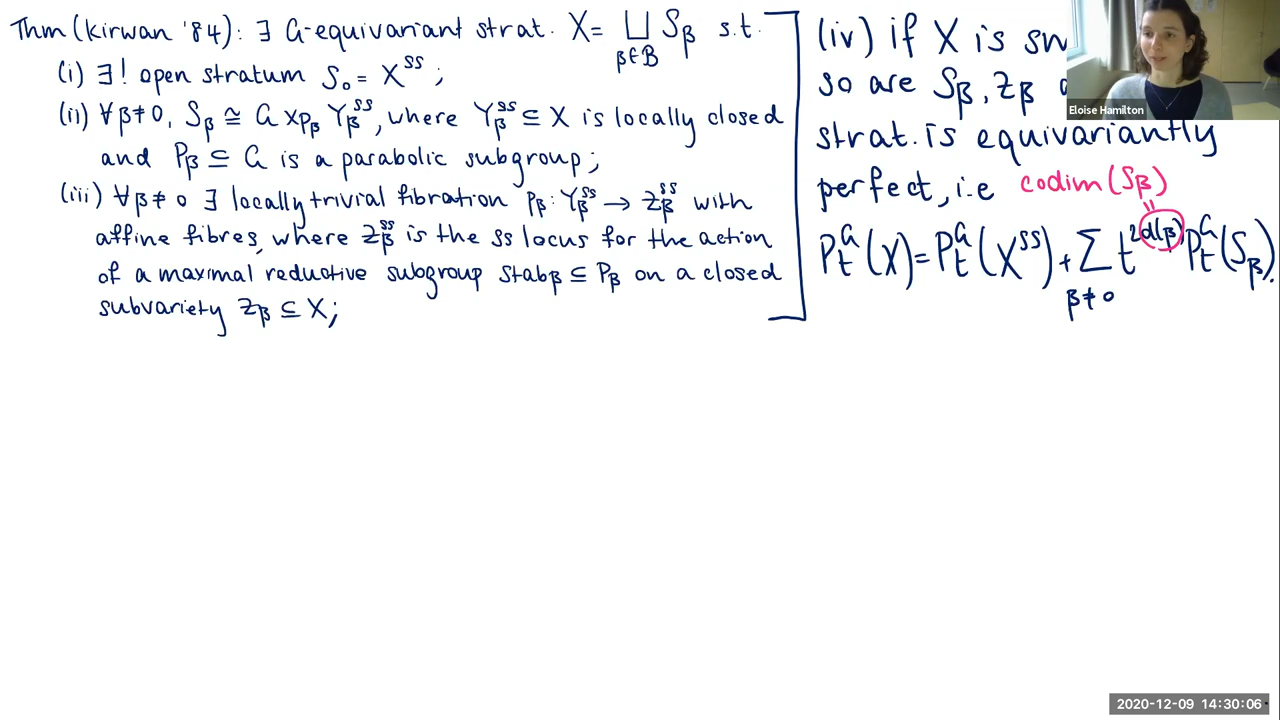 Thm (Kirwan '84): ∃ G-equivariant strat. X = ⊔_{β∈B} S_β s.t.
(i) ∃! open stratum S_0 = X^{ss};
(ii) ∀β≠0, S_β ≅ G ×_{P_β} Y_β^{ss}, where Y_β^{ss} ⊆ X is locally closed
and P_β ⊆ G is a parabolic subgroup;
(iii) ∀β≠0 ∃ locally trivial fibration p_β: Y_β^{ss} → Z_β^{ss} with
affine fibres, where Z_β^{ss} is the ss locus for the action
of a maximal reductive subgroup Stab_β ⊆ P_β on a closed
subvariety Z_β ⊆ X;
(iv) if X is
so are S_β, Z_β
strat. is equivariantly
perfect, i.e codim(S_β)
=
P_t^G(X) = P_t^G(X^{ss}) + Σ_{β≠0} t^{2d(β)} P_t^G(S_β).
Eloise Hamilton
2020-12-09 14:30:06